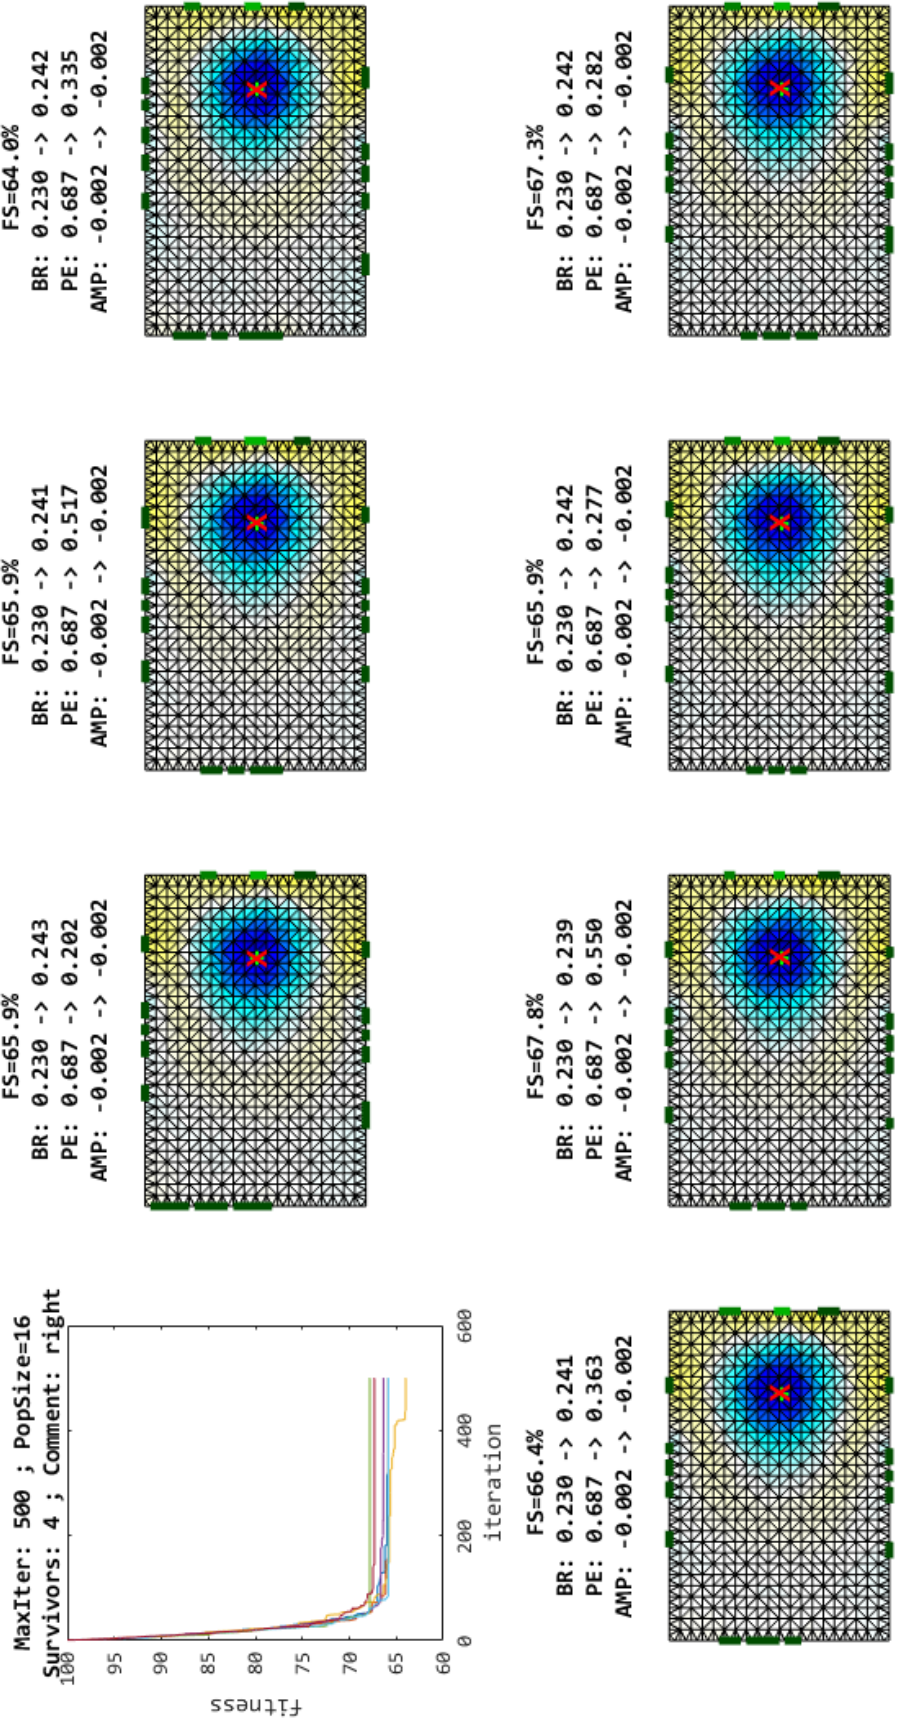 MaxIter: 500 ; PopSize=16
Survivors: 4 ; Comment: right
100
95
90
85
80
75
70
65
60
fitness
0 200 400 600
iteration
FS=65.9%
BR: 0.230 -> 0.243
PE: 0.687 -> 0.202
AMP: -0.002 -> -0.002
FS=65.9%
BR: 0.230 -> 0.241
PE: 0.687 -> 0.517
AMP: -0.002 -> -0.002
FS=64.0%
BR: 0.230 -> 0.242
PE: 0.687 -> 0.335
AMP: -0.002 -> -0.002
FS=66.4%
BR: 0.230 -> 0.241
PE: 0.687 -> 0.363
AMP: -0.002 -> -0.002
FS=67.8%
BR: 0.230 -> 0.239
PE: 0.687 -> 0.550
AMP: -0.002 -> -0.002
FS=65.9%
BR: 0.230 -> 0.242
PE: 0.687 -> 0.277
AMP: -0.002 -> -0.002
FS=67.3%
BR: 0.230 -> 0.242
PE: 0.687 -> 0.282
AMP: -0.002 -> -0.002